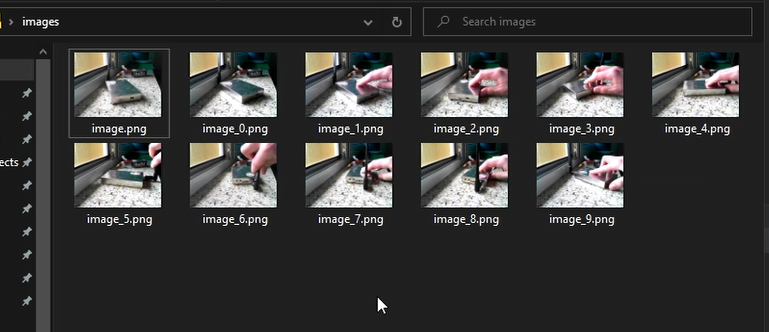 images
Search images
image.png
image_0.png
image_1.png
image_2.png
image_3.png
image_4.png
ects
image_5.png
image_6.png
image_7.png
image_8.png
image_9.png